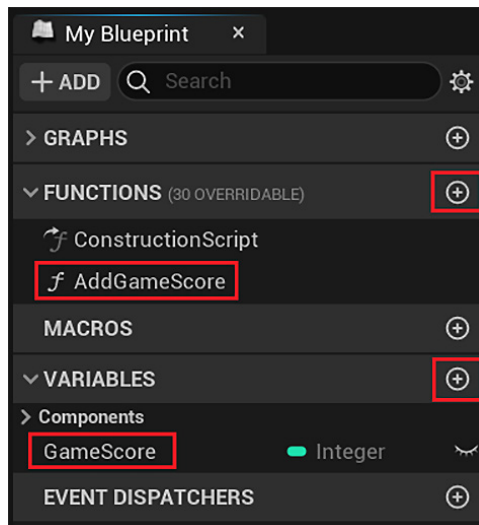 My Blueprint ×
+ ADD Search
> GRAPHS
FUNCTIONS (30 OVERRIDABLE)
f ConstructionScript
f AddGameScore
MACROS
VARIABLES
> Components
GameScore Integer
EVENT DISPATCHERS